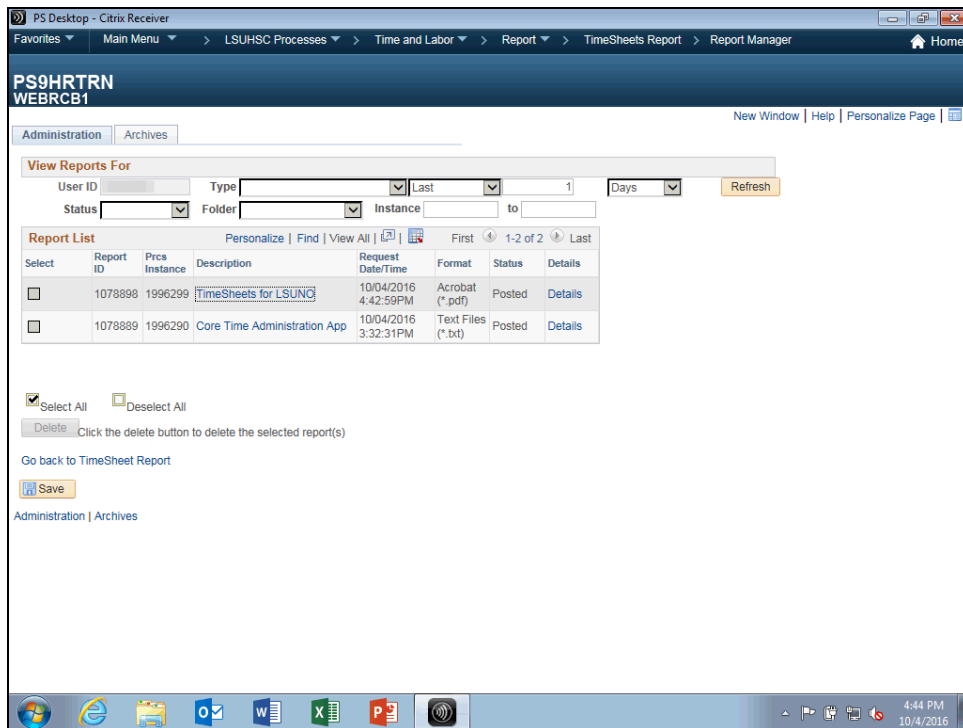 PS Desktop - Citrix Receiver
Favorites Main Menu > LSUHSC Processes > Time and Labor > Report > TimeSheets Report > Report Manager Home
PS9HRTRN
WEBRCB1
New Window | Help | Personalize Page |
Administration Archives
View Reports For
User ID Type Last 1 Days Refresh
Status Folder Instance to
Report List Personalize | Find | View All | | First 1-2 of 2 Last
Select Report ID Prcs Instance Description Request Date/Time Format Status Details
1078898 1996299 TimeSheets for LSUNO 10/04/2016 4:42:59PM Acrobat (*.pdf) Posted Details
1078889 1996290 Core Time Administration App 10/04/2016 3:32:31PM Text Files (*.txt) Posted Details
Select All Deselect All
Delete Click the delete button to delete the selected report(s)
Go back to TimeSheet Report
Save
Administration | Archives
4:44 PM
10/4/2016